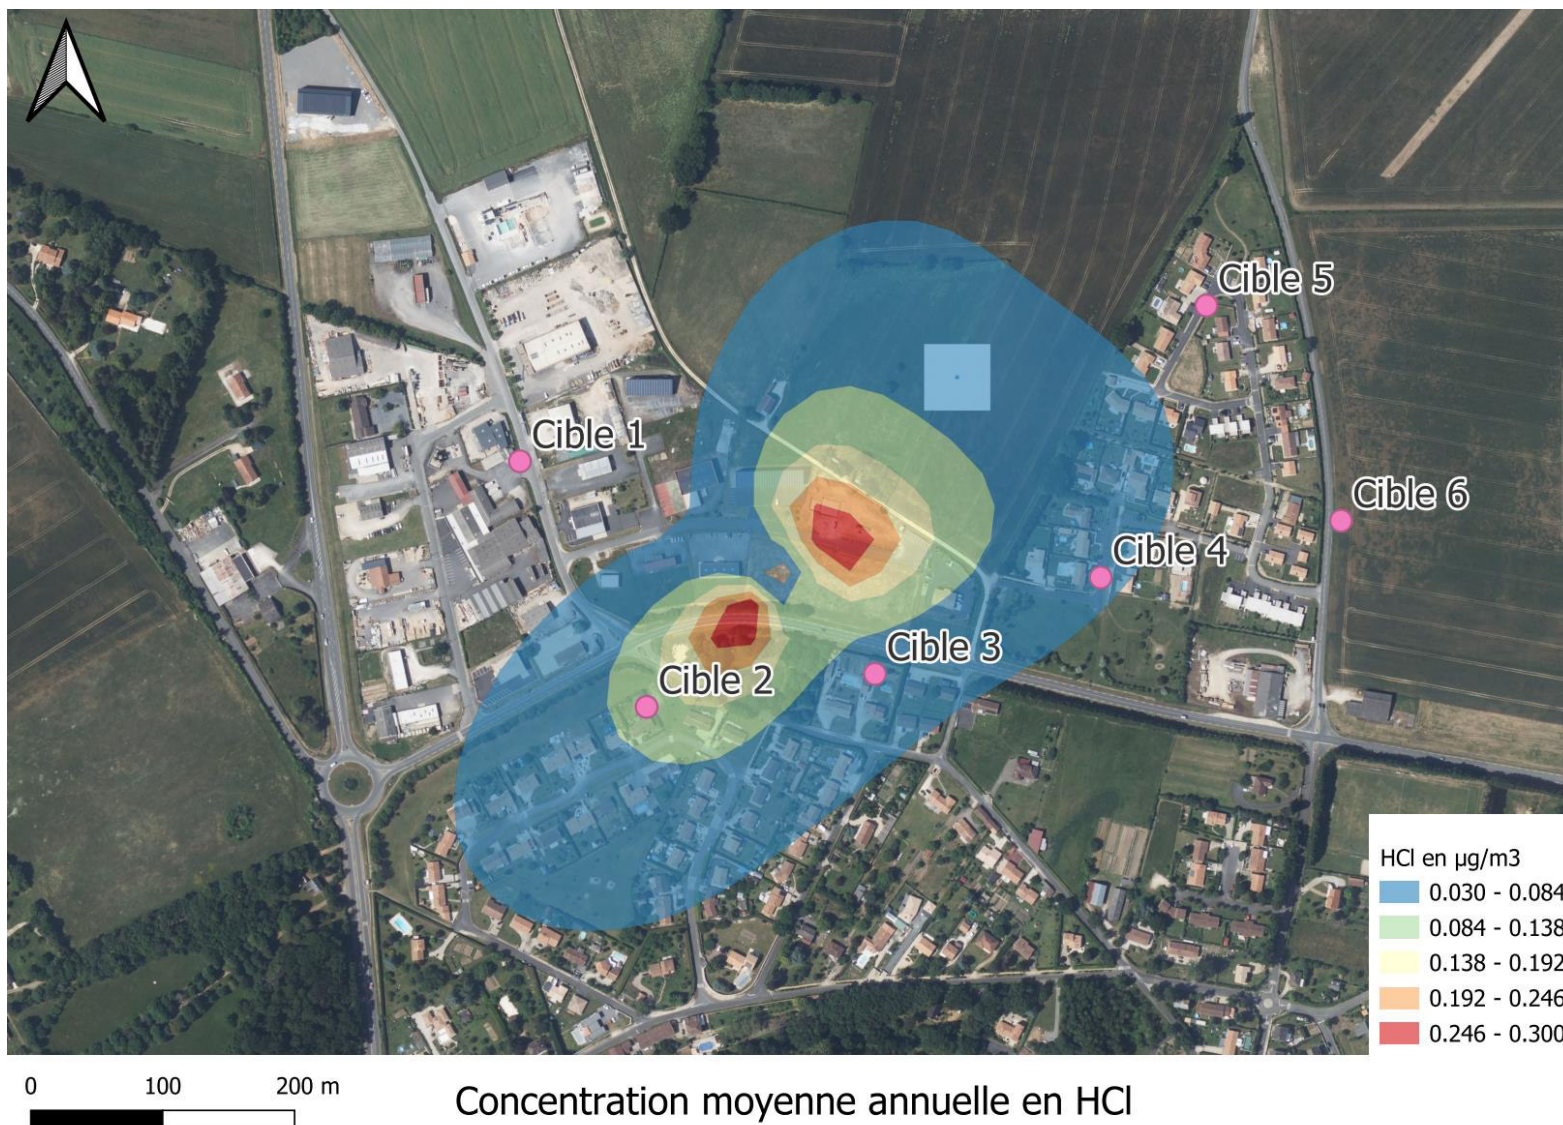 Cible 5
Cible 1
Cible 6
Cible 4
Cible 3
Cible 2
HCl en µg/m3
0.030 - 0.084
0.084 - 0.138
0.138 - 0.192
0.192 - 0.246
0.246 - 0.300
0 100 200 m
Concentration moyenne annuelle en HCl